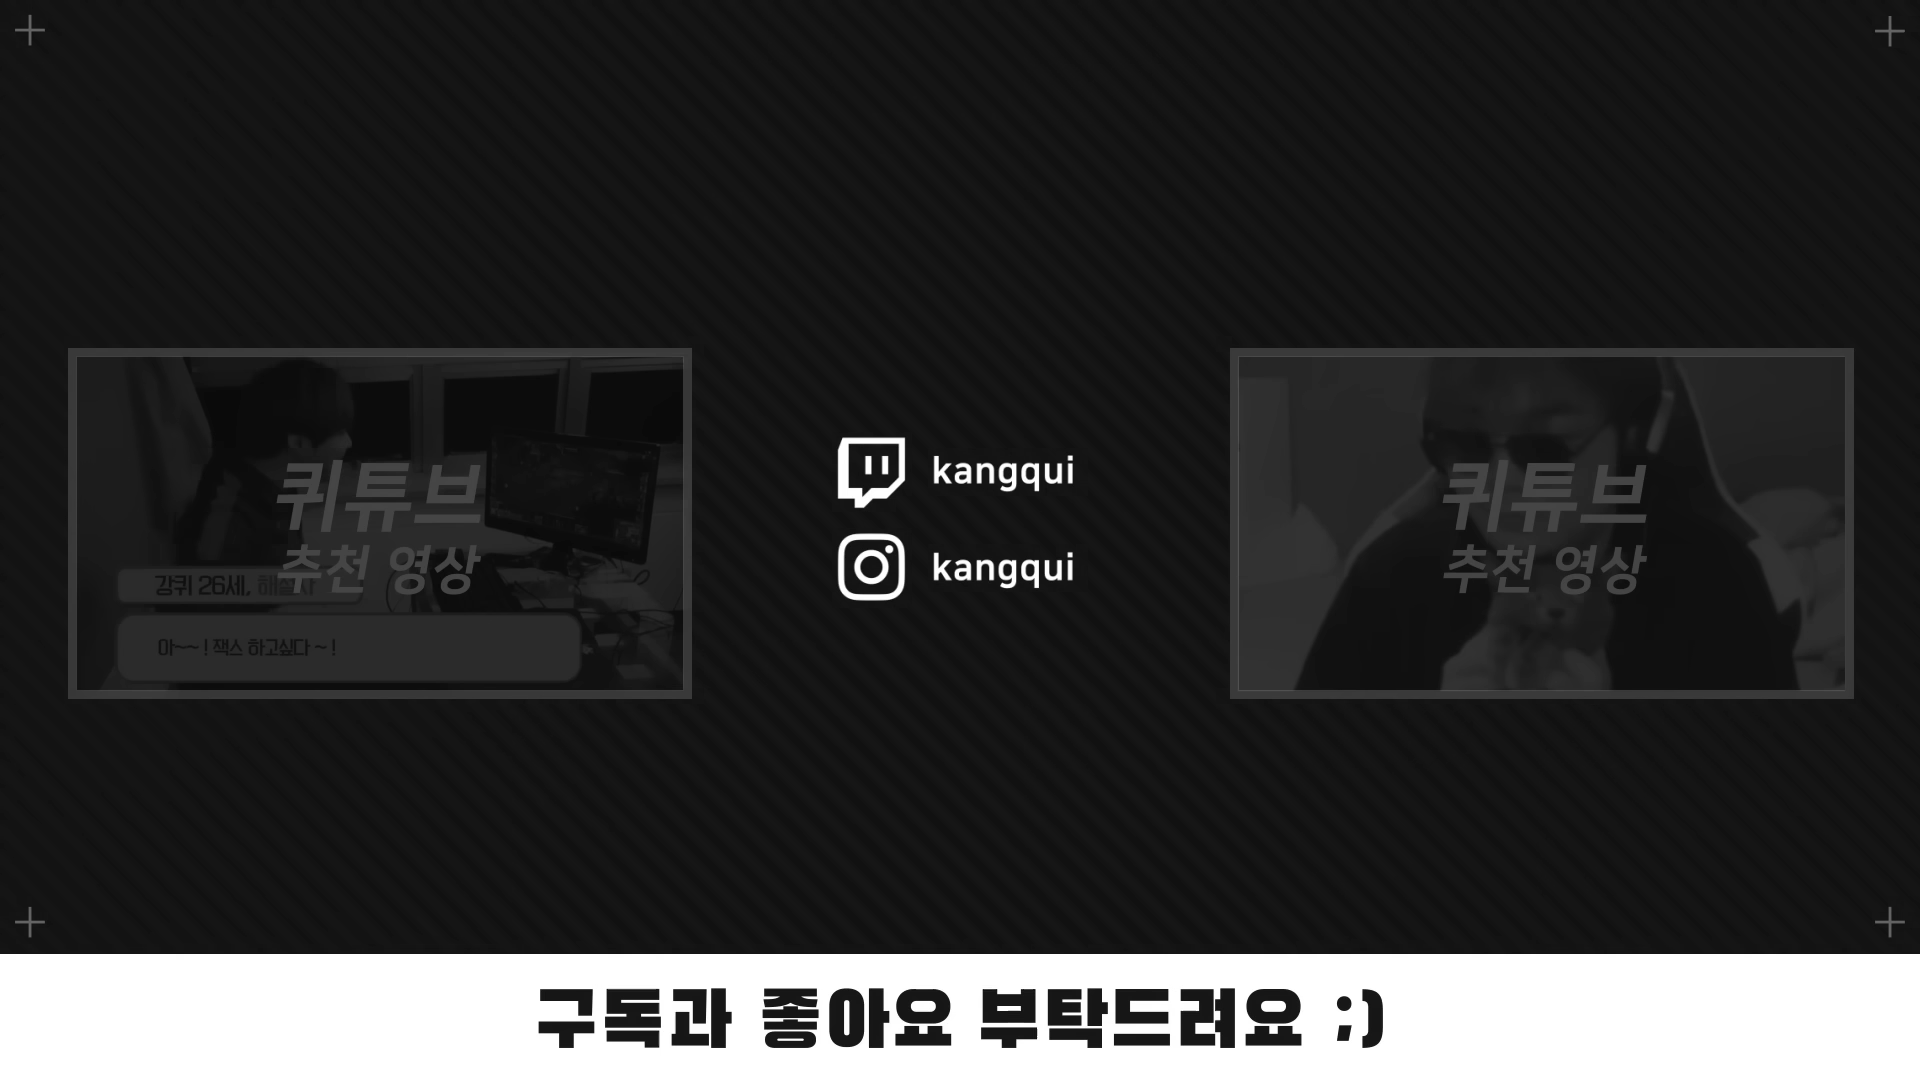 퀴튜브
추천 영상
강퀴 26세,
아~~ ! 잭스 하고싶다 ~ !
kangqui
kangqui
퀴튜브
추천 영상
구독과 좋아요 부탁드려요 ;)